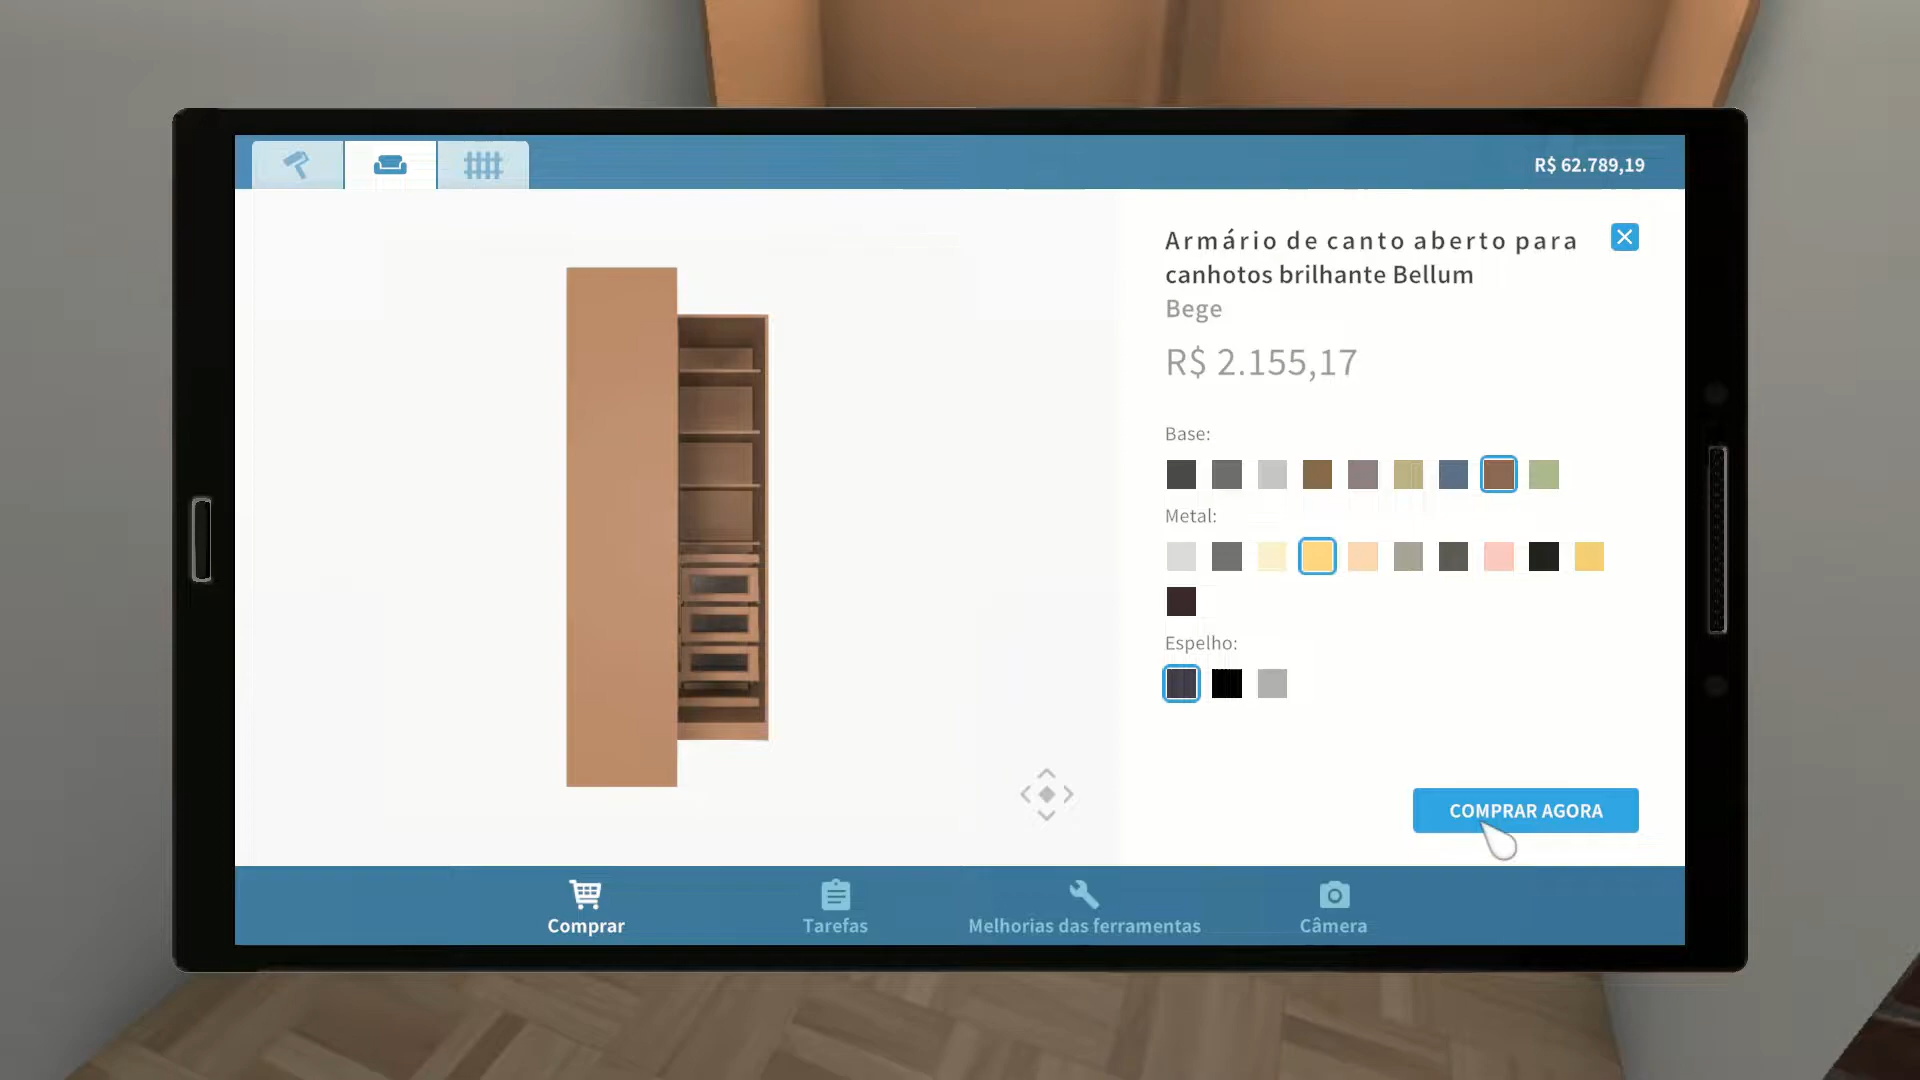 R$ 62.789,19
Armário de canto aberto para
canhotos brilhante Bellum
Bege
R$ 2.155,17
Base:
Metal:
Espelho:
COMPRAR AGORA
Comprar
Tarefas
Melhorias das ferramentas
Câmera